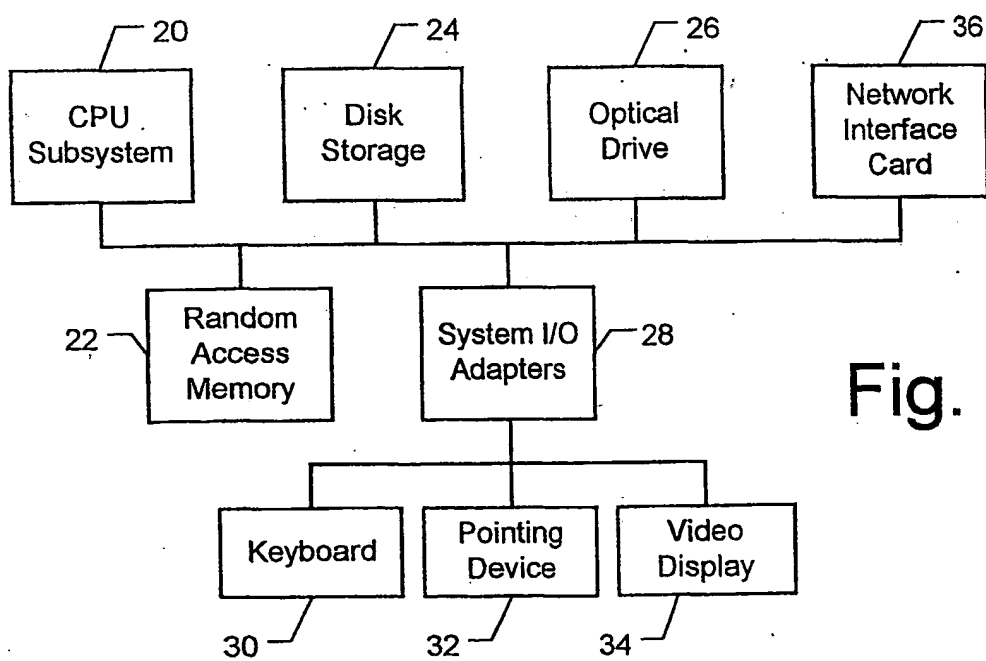 20
24
26
36
CPU
Subsystem
Disk
Storage
Optical
Drive
Network
Interface
Card
22
Random
Access
Memory
System I/O
Adapters
28
Fig.
Keyboard
Pointing
Device
Video
Display
30
32
34